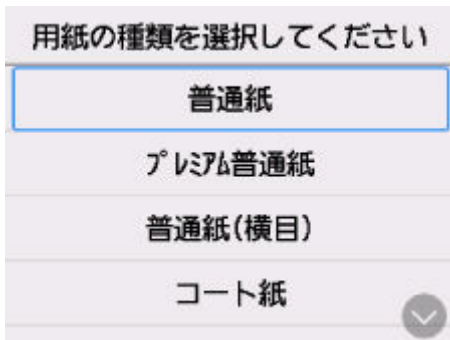 用紙の種類を選択してください
普通紙
プレミアム普通紙
普通紙(横目)
コート紙